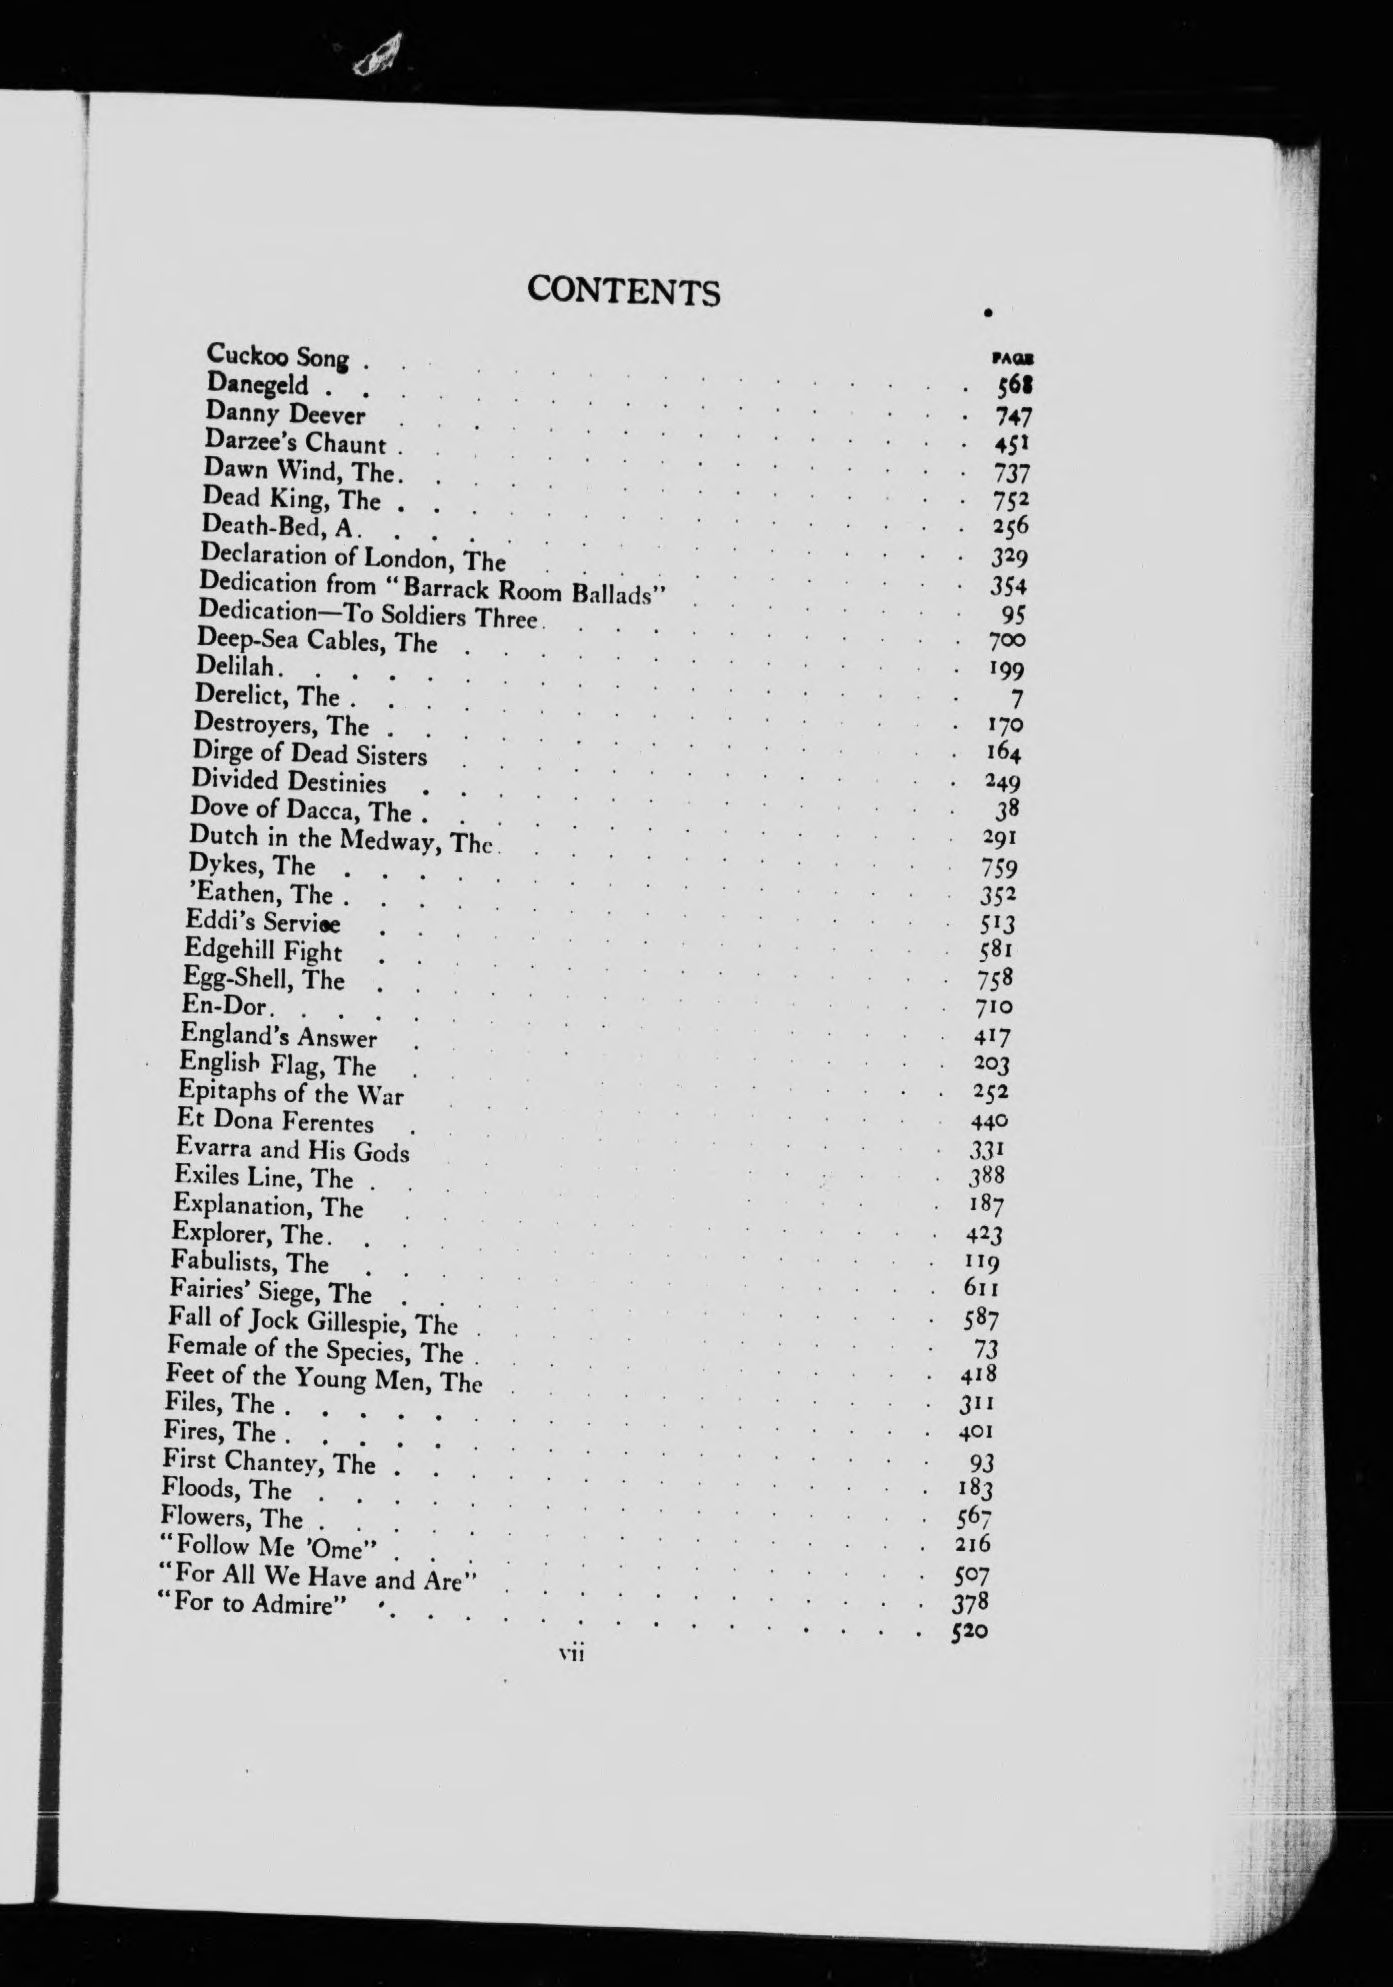 CONTENTS
PAGE
Cuckoo Song . . . . . 568
Danegeld . . . . . 747
Danny Deever . . . . . 451
Darzee's Chaunt . . . . . 737
Dawn Wind, The . . . . . 752
Dead King, The . . . . . 256
Death-Bed, A . . . . . 329
Declaration of London, The . . . . . 354
Dedication from "Barrack Room Ballads" . . . . . 95
Dedication—To Soldiers Three . . . . . 700
Deep-Sea Cables, The . . . . . 199
Delilah . . . . . 7
Derelict, The . . . . . 170
Destroyers, The . . . . . 164
Dirge of Dead Sisters . . . . . 249
Divided Destinies . . . . . 38
Dove of Dacca, The . . . . . 291
Dutch in the Medway, The . . . . . 759
Dykes, The . . . . . 352
'Eathen, The . . . . . 513
Eddi's Service . . . . . 581
Edgehill Fight . . . . . 758
Egg-Shell, The . . . . . 710
En-Dor . . . . . 417
England's Answer . . . . . 203
English Flag, The . . . . . 252
Epitaphs of the War . . . . . 440
Et Dona Ferentes . . . . . 331
Evarra and His Gods . . . . . 388
Exiles Line, The . . . . . 187
Explanation, The . . . . . 423
Explorer, The . . . . . 119
Fabulists, The . . . . . 611
Fairies' Siege, The . . . . . 587
Fall of Jock Gillespie, The . . . . . 73
Female of the Species, The . . . . . 418
Feet of the Young Men, The . . . . . 311
Files, The . . . . . 401
Fires, The . . . . . 93
First Chantey, The . . . . . 183
Floods, The . . . . . 567
Flowers, The . . . . . 216
"Follow Me 'Ome" . . . . . 507
"For All We Have and Are" . . . . . 378
"For to Admire" . . . . . 520
vii